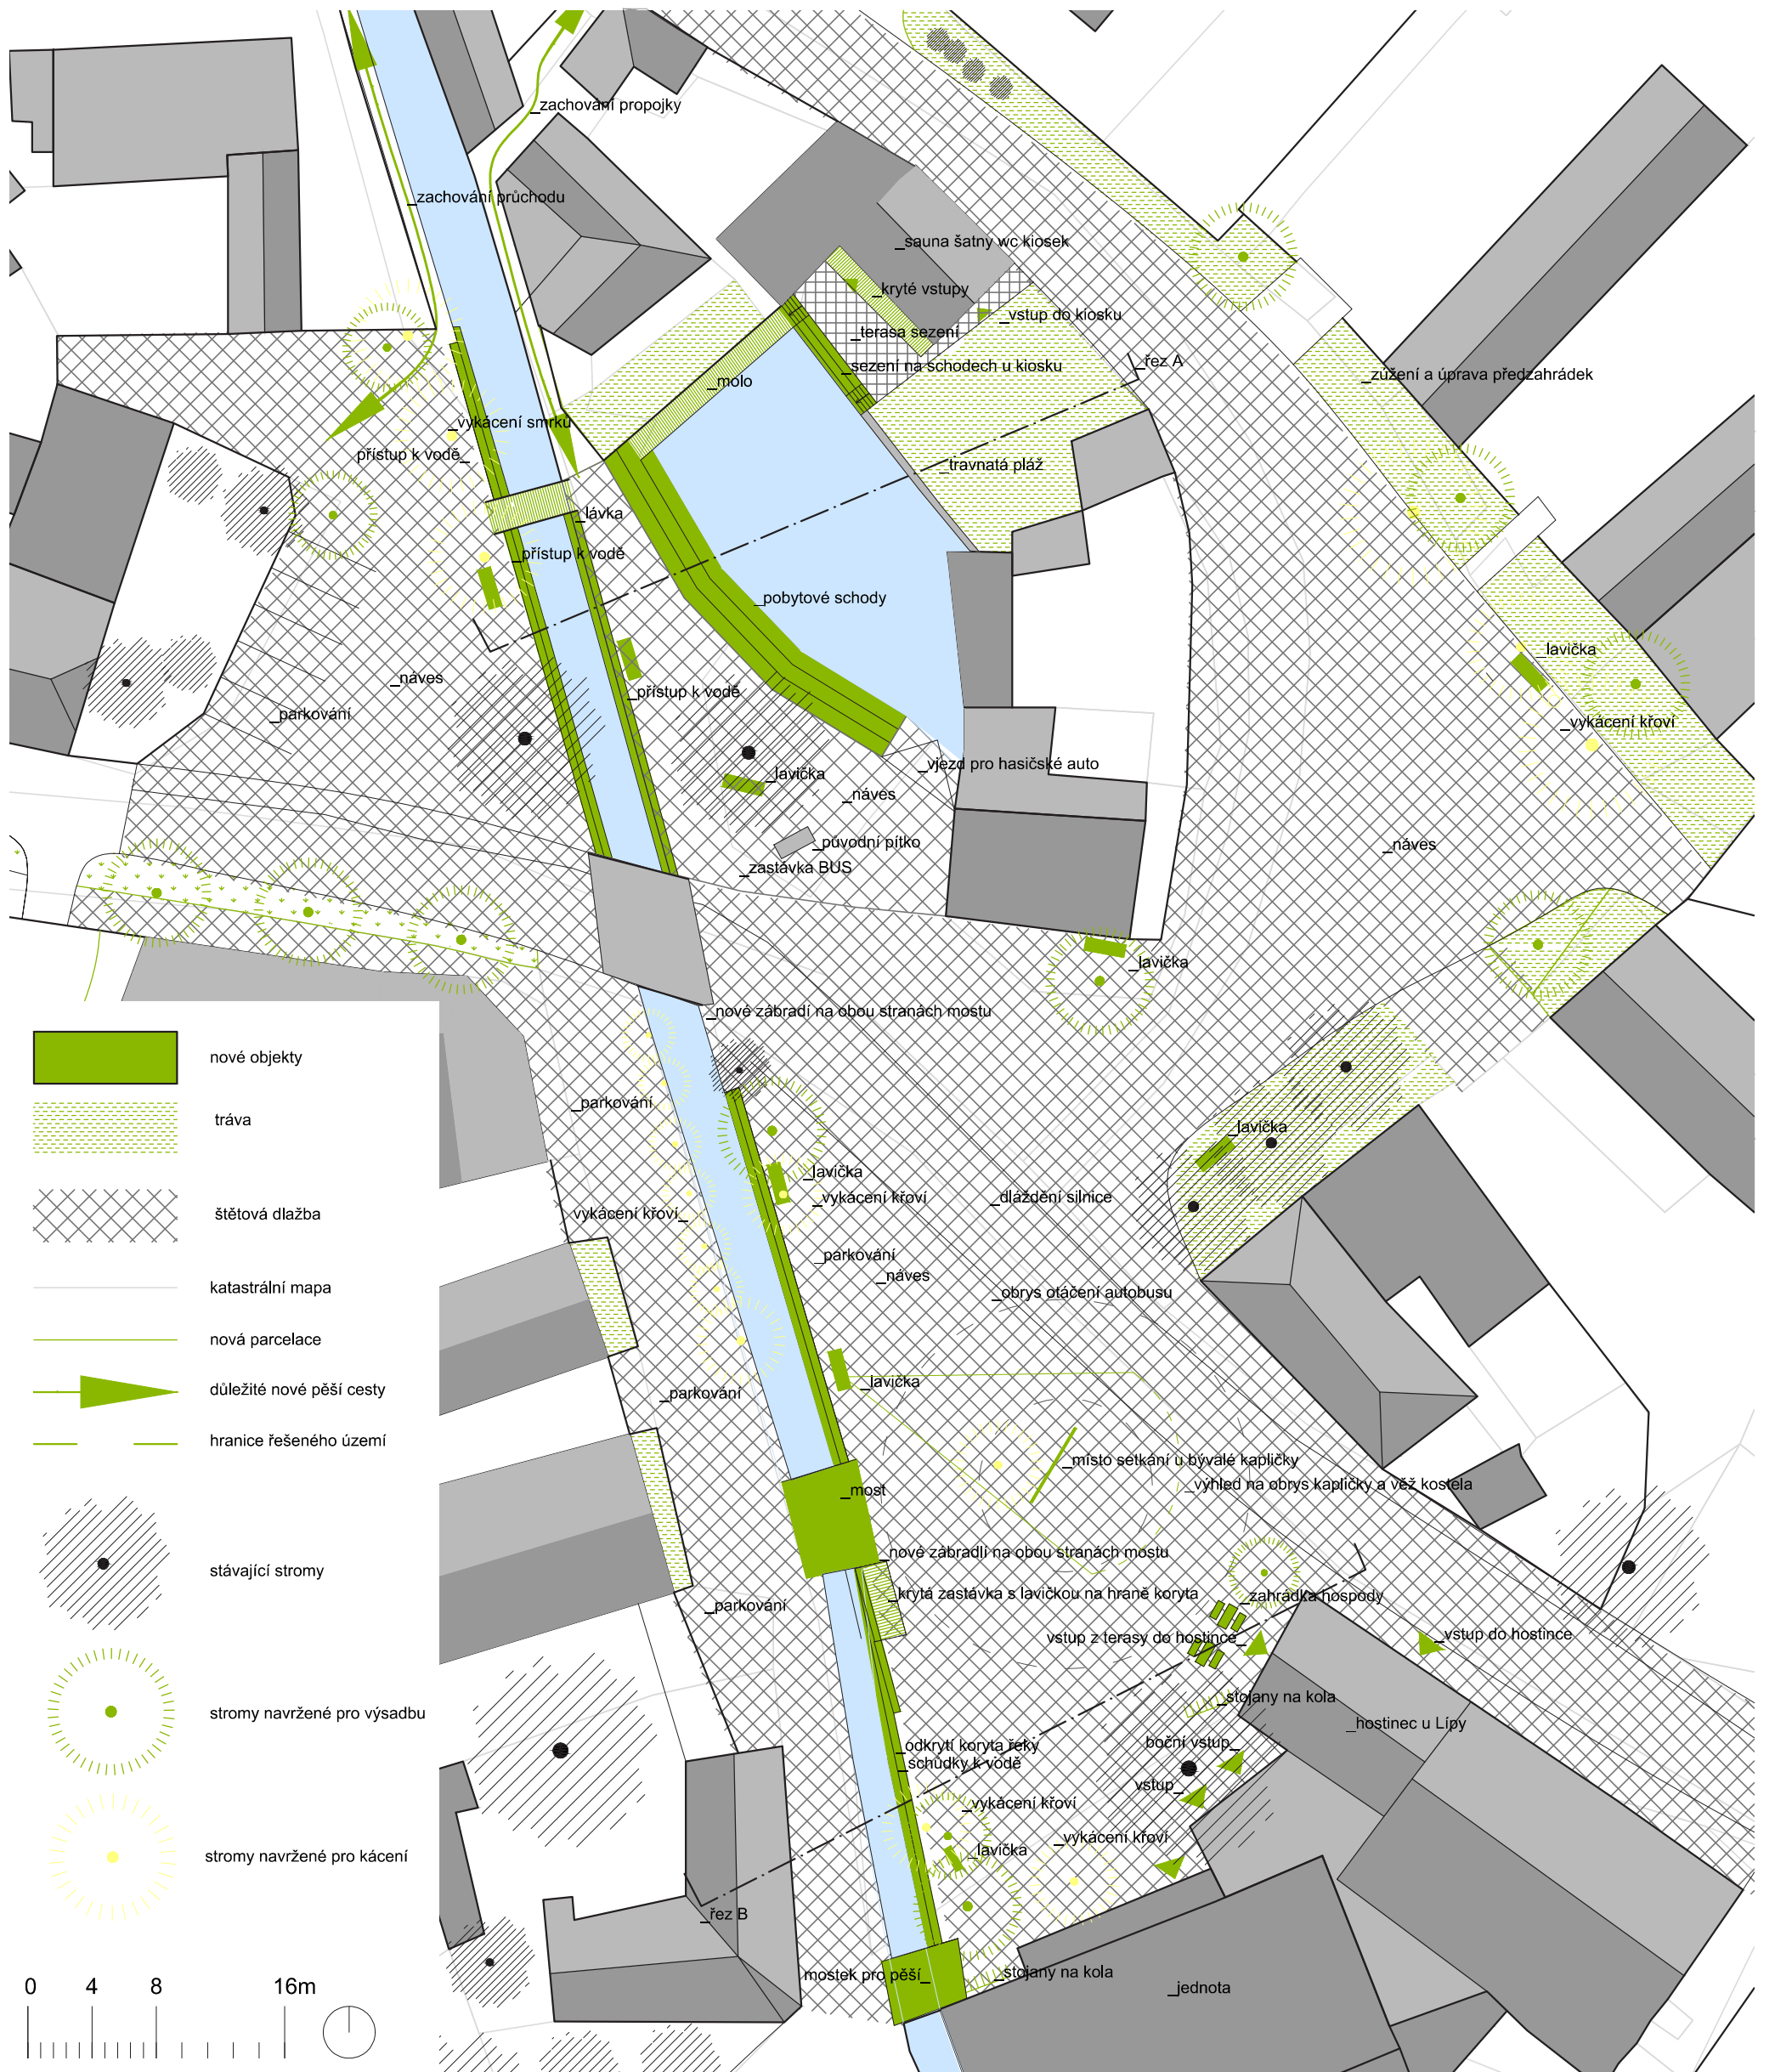 _zachování propojky
_zachování průchodu
_sauna šatny wc kiosek
_kryté vstupy
_vstup do kiosku
_terasa sezení
_řez A
_sezení na schodech u kiosku
_molo
_zúžení a úprava předzahrádek
_vykácení smrků
přístup k vodě_
_travnatá pláž
_lávka
_přístup k vodě
_pobytové schody
_lavička
_náves
_přístup k vodě
_parkování
_vykácení křoví
_vjezd pro hasičské auto
_lavička
_náves
_původní pítko
_náves
_zastávka BUS
_lavička
_nové zábradí na obou stranách mostu
nové objekty
_parkování
tráva
_lavička
_lavička
_vykácení křoví
_dláždění silnice
vykácení křoví_
štětová dlažba
_parkování
_náves
katastrální mapa
_obrys otáčení autobusu
nová parcelace
_lavička
důležité nové pěší cesty
_parkování
hranice řešeného území
_místo setkání u bývalé kapličky
_výhled na obrys kapličky a věž kostela
_most
_nové zábradlí na obou stranách mostu
stávající stromy
_krytá zastávka s lavičkou na hraně koryta
_zahrádka hospody
_parkování
vstup z terasy do hostince_
_vstup do hostince
_stojany na kola
stromy navržené pro výsadbu
_hostinec u Lípy
boční vstup_
_odkrytí koryta řeky
_schůdky k vodě
vstup_
_vykácení křoví
_vykácení křoví
_lavička
stromy navržené pro kácení
_řez B
mostek pro pěší_
_stojany na kola
_jednota
0 4 8 16m